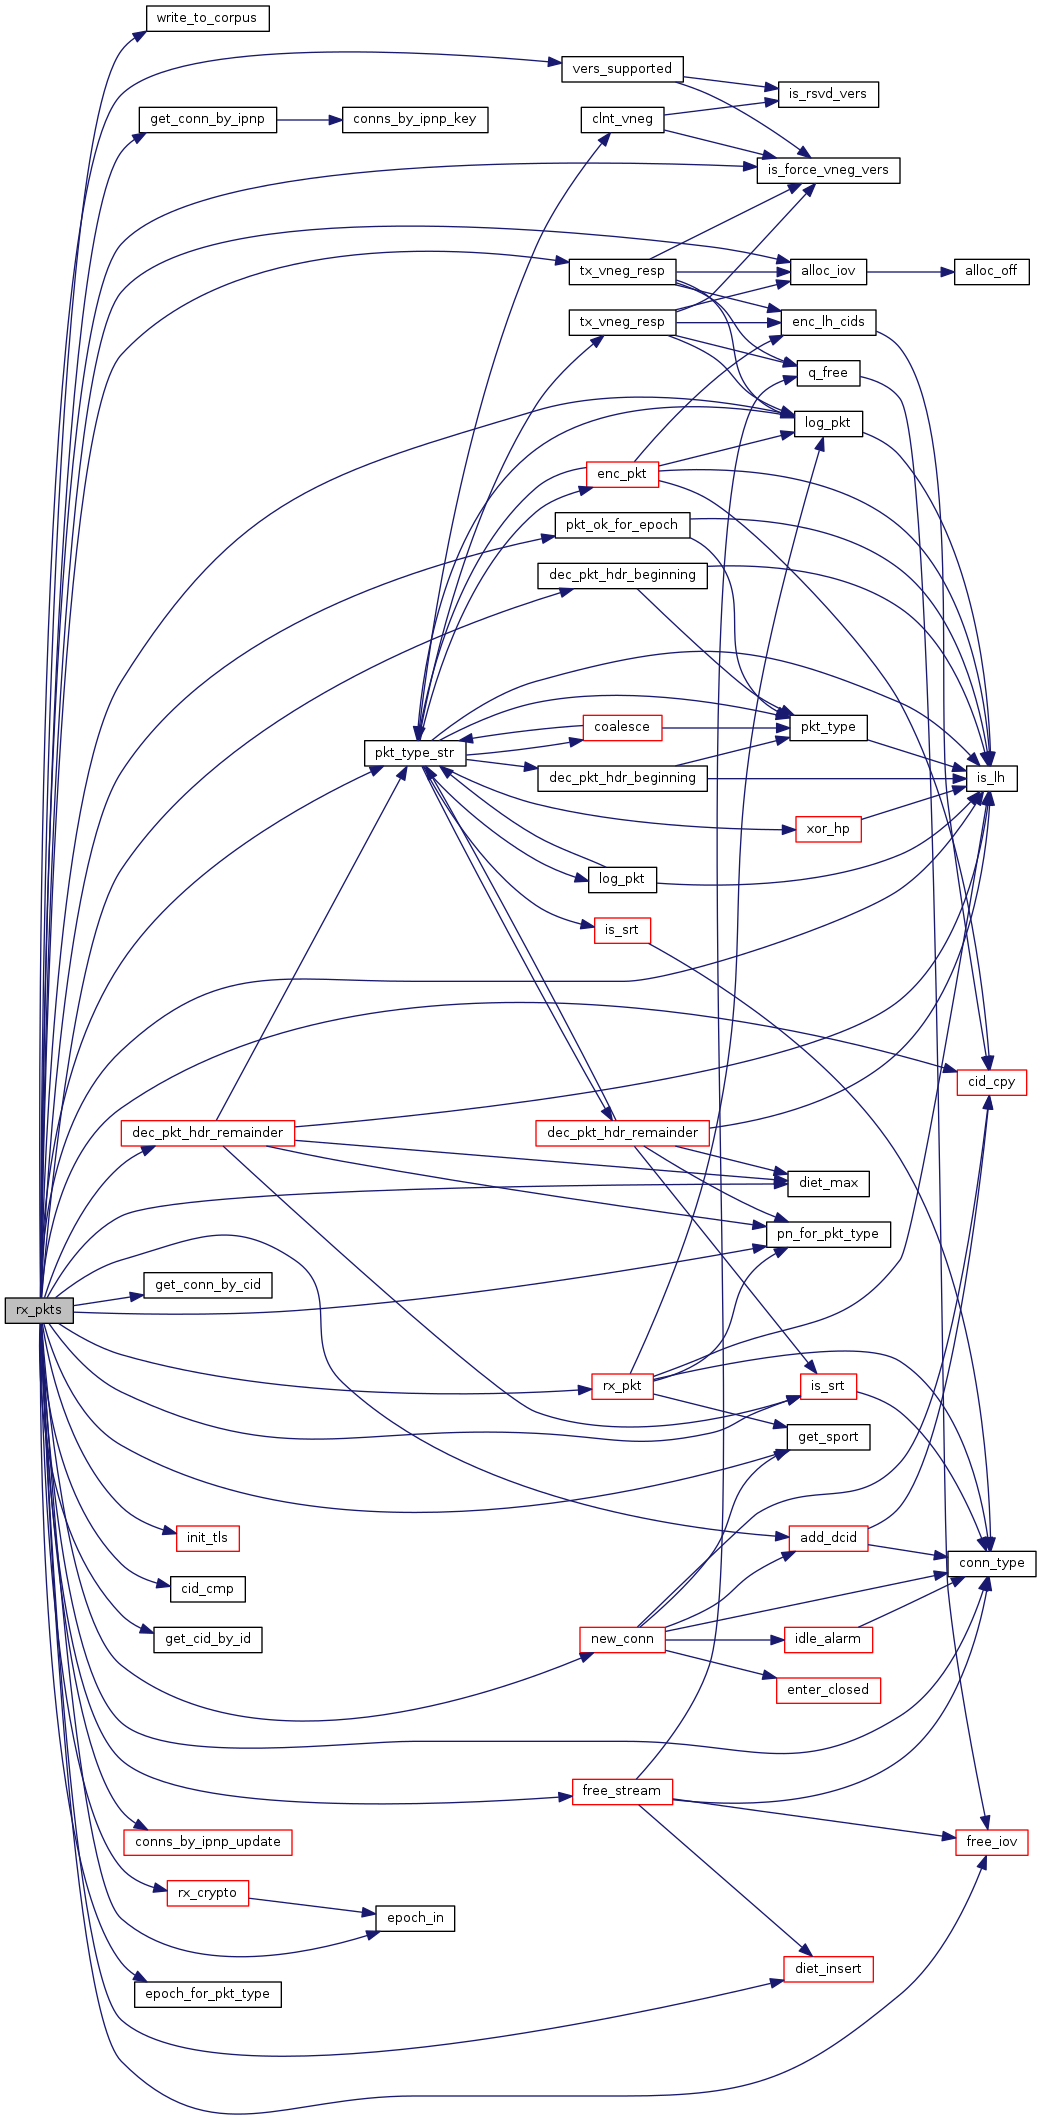 write_to_corpus
vers_supported
is_rsvd_vers
get_conn_by_ipnp
conns_by_ipnp_key
clnt_vneg
is_force_vneg_vers
tx_vneg_resp
alloc_iov
alloc_off
tx_vneg_resp
enc_lh_cids
q_free
log_pkt
enc_pkt
pkt_ok_for_epoch
dec_pkt_hdr_beginning
coalesce
pkt_type
pkt_type_str
dec_pkt_hdr_beginning
is_lh
xor_hp
log_pkt
is_srt
cid_cpy
dec_pkt_hdr_remainder
dec_pkt_hdr_remainder
diet_max
pn_for_pkt_type
get_conn_by_cid
rx_pkts
rx_pkt
is_srt
get_sport
init_tls
add_dcid
conn_type
cid_cmp
get_cid_by_id
new_conn
idle_alarm
enter_closed
free_stream
conns_by_ipnp_update
free_iov
rx_crypto
epoch_in
diet_insert
epoch_for_pkt_type